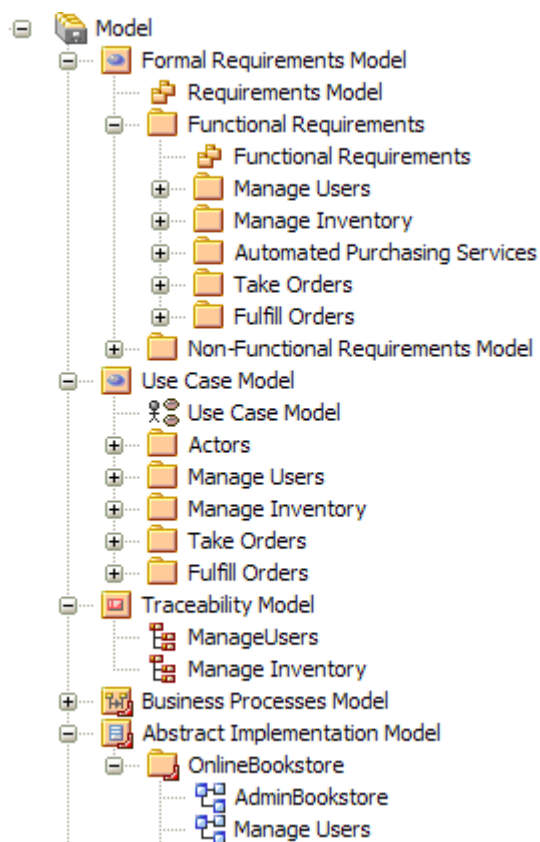 Model
Formal Requirements Model
Requirements Model
Functional Requirements
Functional Requirements
Manage Users
Manage Inventory
Automated Purchasing Services
Take Orders
Fulfill Orders
Non-Functional Requirements Model
Use Case Model
Use Case Model
Actors
Manage Users
Manage Inventory
Take Orders
Fulfill Orders
Traceability Model
ManageUsers
Manage Inventory
Business Processes Model
Abstract Implementation Model
OnlineBookstore
AdminBookstore
Manage Users